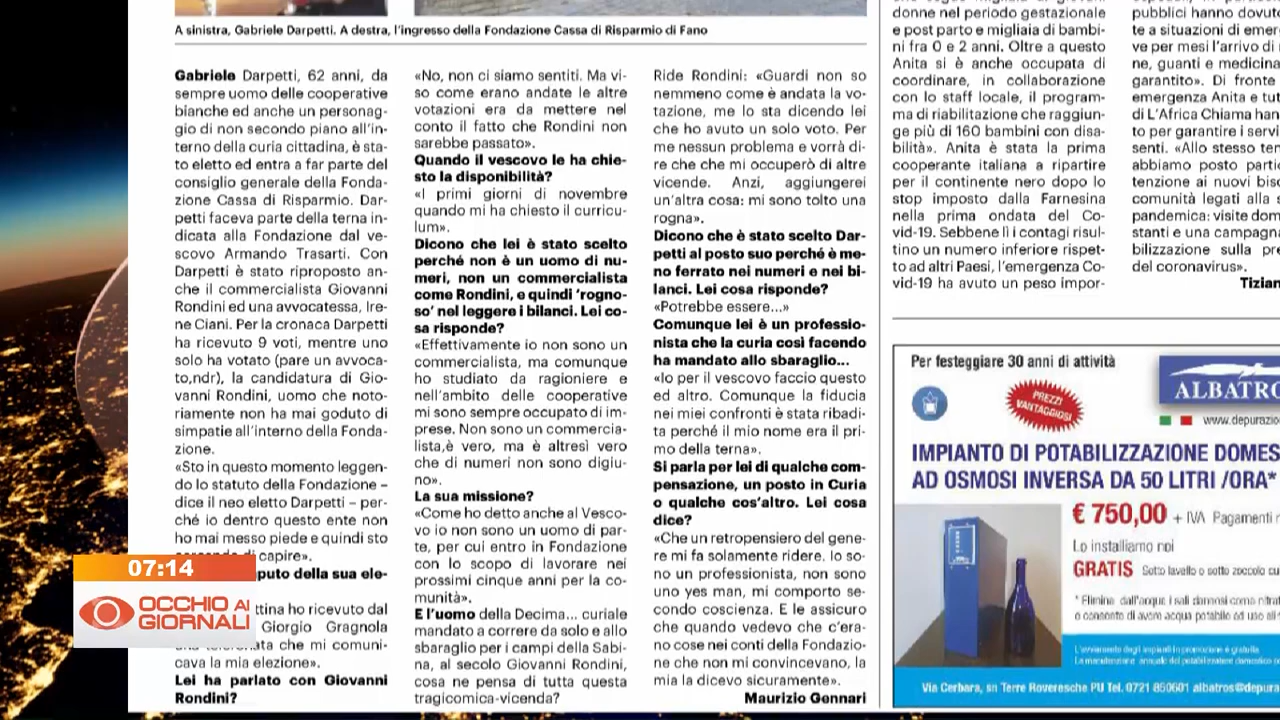 A sinistra, Gabriele Darpetti. A destra, l'ingresso della Fondazione Cassa di Risparmio di Fano
Gabriele Darpetti, 62 anni, da
sempre uomo delle cooperative
bianche ed anche un personag-
gio di non secondo piano all'in-
terno della curia cittadina, è sta-
to eletto ed entra a far parte del
consiglio generale della Fonda-
zione Cassa di Risparmio. Dar-
petti faceva parte della terna in-
dicata alla Fondazione dal ve-
scovo Armando Trasarti. Con
Darpetti è stato riproposto an-
che il commercialista Giovanni
Rondini ed una avvocatessa, Ire-
ne Ciani. Per la cronaca Darpetti
ha ricevuto 9 voti, mentre uno
solo ha votato (pare un avvoca-
to,ndr), la candidatura di Gio-
vanni Rondini, uomo che noto-
riamente non ha mai goduto di
simpatie all'interno della Fonda-
zione.
«Sto in questo momento leggen-
do lo statuto della Fondazione –
dice il neo eletto Darpetti – per-
ché io dentro questo ente non
ho mai messo piede e quindi sto
capire».
puto della sua ele-
ttina ho ricevuto dal
Giorgio Gragnola
che mi comuni-
cava la mia elezione».
Lei ha parlato con Giovanni
Rondini?
«No, non ci siamo sentiti. Ma vi-
so come erano andate le altre
votazioni era da mettere nel
conto il fatto che Rondini non
sarebbe passato».
Quando il vescovo le ha chie-
sto la disponibilità?
«I primi giorni di novembre
quando mi ha chiesto il curricu-
lum».
Dicono che lei è stato scelto
perché non è un uomo di nu-
meri, non un commercialista
come Rondini, e quindi 'rogno-
so' nel leggere i bilanci. Lei co-
sa risponde?
«Effettivamente io non sono un
commercialista, ma comunque
ho studiato da ragioniere e
nell'ambito delle cooperative
mi sono sempre occupato di im-
prese. Non sono un commercia-
lista,è vero, ma è altresì vero
che di numeri non sono digiu-
no».
La sua missione?
«Come ho detto anche al Vesco-
vo io non sono un uomo di par-
te, per cui entro in Fondazione
con lo scopo di lavorare nei
prossimi cinque anni per la co-
munità».
E l'uomo della Decima... curiale
mandato a correre da solo e allo
sbaraglio per i campi della Sabi-
na, al secolo Giovanni Rondini,
cosa ne pensa di tutta questa
tragicomica-vicenda?
Ride Rondini: «Guardi non so
nemmeno come è andata la vo-
tazione, me lo sta dicendo lei
che ho avuto un solo voto. Per
me nessun problema e vorrà di-
re che che mi occuperò di altre
vicende. Anzi, aggiungerei
un'altra cosa: mi sono tolto una
rogna».
Dicono che è stato scelto Dar-
petti al posto suo perché è me-
no ferrato nei numeri e nei bi-
lanci. Lei cosa risponde?
«Potrebbe essere...»
Comunque lei è un professio-
nista che la curia così facendo
ha mandato allo sbaraglio...
«Io per il vescovo faccio questo
ed altro. Comunque la fiducia
nei miei confronti è stata ribadi-
ta perché il mio nome era il pri-
mo della terna».
Si parla per lei di qualche com-
pensazione, un posto in Curia
o qualche cos'altro. Lei cosa
dice?
«Che un retropensiero del gene-
re mi fa solamente ridere. Io so-
no un professionista, non sono
uno yes man, mi comporto se-
condo coscienza. E le assicuro
che quando vedevo che c'era-
no cose nei conti della Fondazio-
ne che non mi convincevano, la
mia la dicevo sicuramente».
Maurizio Gennari
donne nel periodo gestazionale
e post parto e migliaia di bambi-
ni fra 0 e 2 anni. Oltre a questo
Anita si è anche occupata di
coordinare, in collaborazione
con lo staff locale, il program-
ma di riabilitazione che raggiun-
ge più di 160 bambini con disa-
bilità». Anita è stata la prima
cooperante italiana a ripartire
per il continente nero dopo lo
stop imposto dalla Farnesina
nella prima ondata del Co-
vid-19. Sebbene lì i contagi risul-
tino un numero inferiore rispet-
to ad altri Paesi, l'emergenza Co-
vid-19 ha avuto un peso impor-
pubblici hanno dovuto
te a situazioni di emer
ve per mesi l'arrivo di
ne, guanti e medicina
garantito». Di fronte
emergenza Anita e tut
di L'Africa Chiama han
to per garantire i servi
senti. «Allo stesso ten
abbiamo posto partic
tenzione ai nuovi biso
comunità legati alla s
pandemica: visite dom
stanti e una campagna
bilizzazione sulla pre
del coronavirus».
Tizian
Per festeggiare 30 anni di attività
PREZZI
VANTAGGIOSI
ALBATRO
www.depurazio
IMPIANTO DI POTABILIZZAZIONE DOMES
AD OSMOSI INVERSA DA 50 LITRI /ORA*
€ 750,00 + IVA Pagamenti r
Lo installiamo noi
GRATIS Sotto lavello o sotto zoccolo cu
* Elimina dall'acqua i sali dannosi come nitrat
o consente di avere acqua potabile ad uso ali
Via Cerbara, sn Terre Roveresche PU Tel. 0721 850601 albatros@depura
07:14
OCCHIO AI
GIORNALI